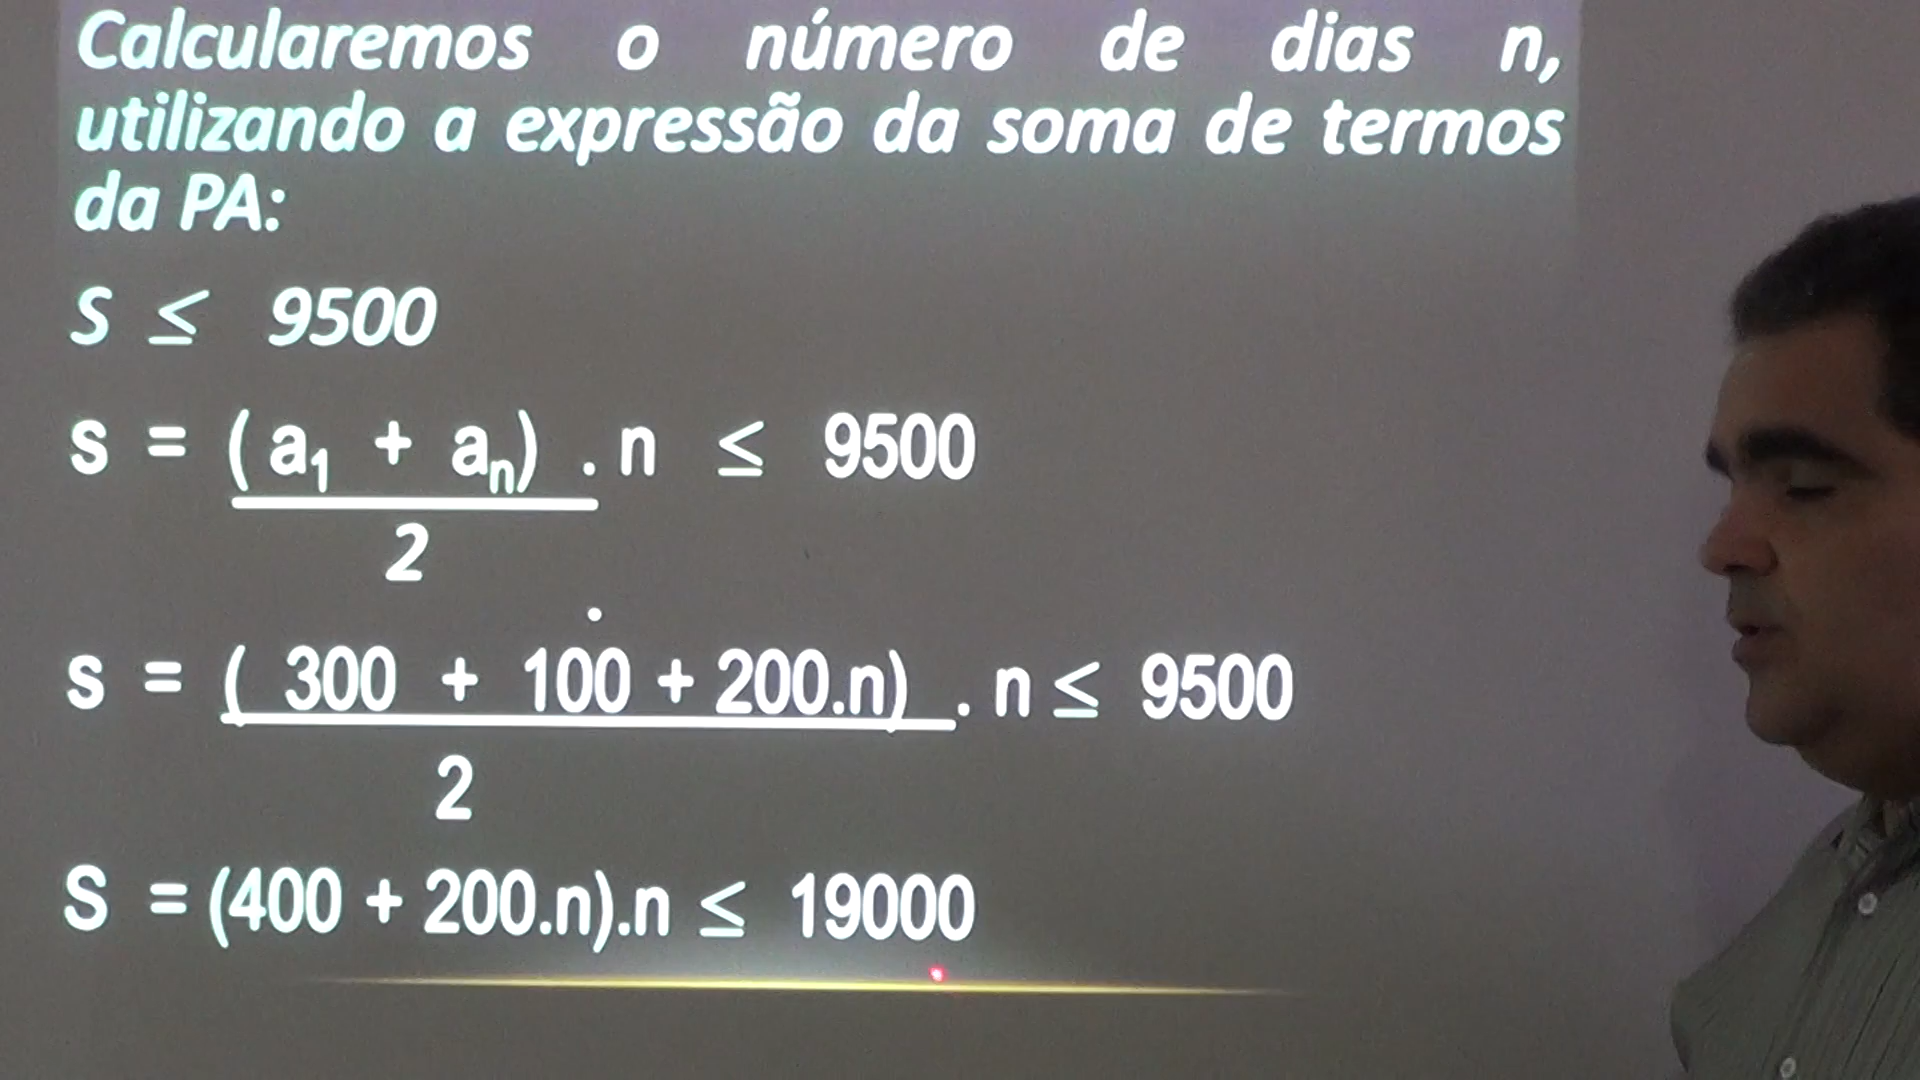 Calcularemos o número de dias n,
utilizando a expressão da soma de termos
da PA:
S ≤ 9500
s = ( a₁ + aₙ) . n ≤ 9500
2
s = ( 300 + 100 + 200.n) . n ≤ 9500
2
S = (400 + 200.n).n ≤ 19000